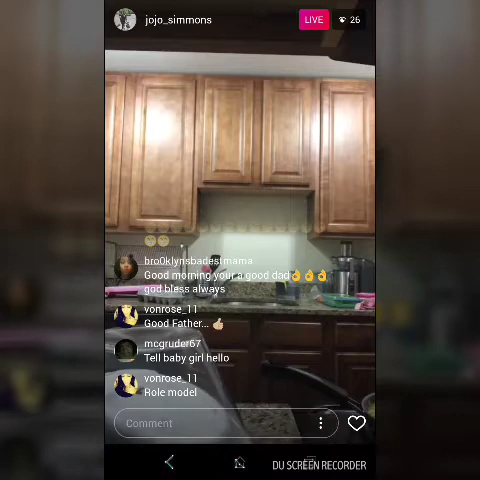 jojo_simmons
LIVE
26
bro0klynsbadestmama
Good morning your a good dad👌👌👌
god bless always
vonrose_11
Good Father... 👍🏼
mcgruder67
Tell baby girl hello
vonrose_11
Role model
Comment
DU SCREEN RECORDER